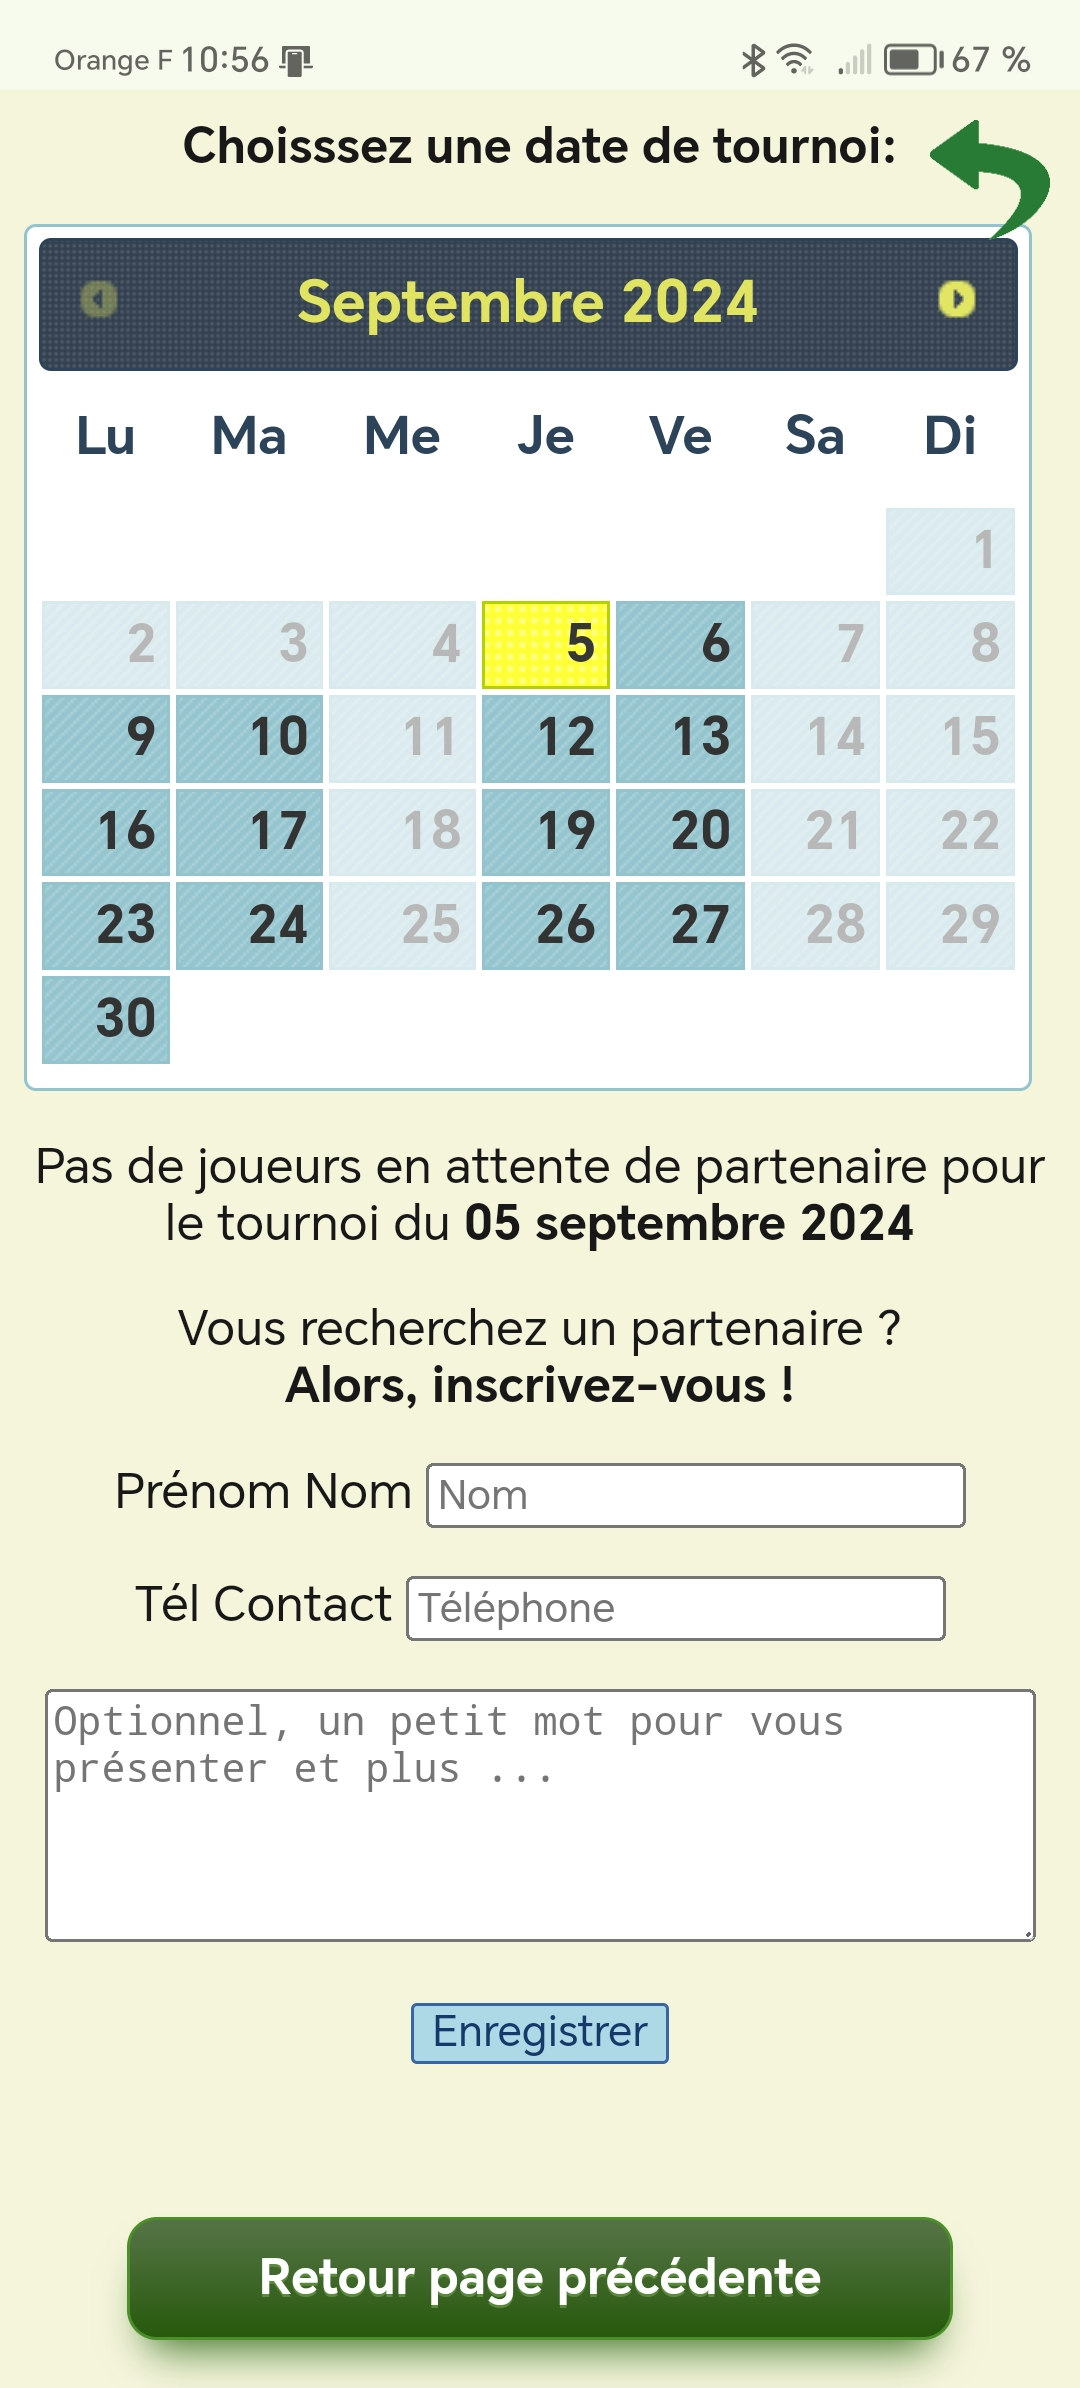 Orange F 10:56 67 %
Choisssez une date de tournoi:
Septembre 2024
Lu Ma Me Je Ve Sa Di
1
2 3 4 5 6 7 8
9 10 11 12 13 14 15
16 17 18 19 20 21 22
23 24 25 26 27 28 29
30
Pas de joueurs en attente de partenaire pour
le tournoi du 05 septembre 2024
Vous recherchez un partenaire ?
Alors, inscrivez-vous !
Prénom Nom Nom
Tél Contact Téléphone
Optionnel, un petit mot pour vous
présenter et plus ...
Enregistrer
Retour page précédente